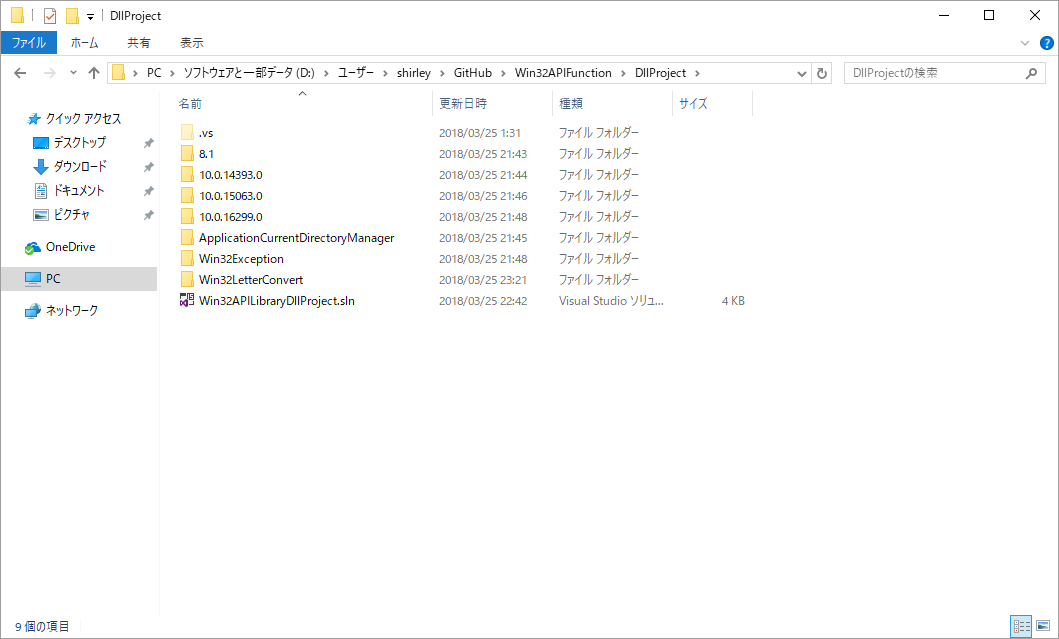 DllProject
ファイル ホーム 共有 表示
PC ソフトウェアと一部データ (D:) ユーザー shirley GitHub Win32APIFunction DllProject DllProjectの検索
名前 更新日時 種類 サイズ
クイック アクセス
デスクトップ
ダウンロード
ドキュメント
ピクチャ
OneDrive
PC
ネットワーク
.vs 2018/03/25 1:31 ファイル フォルダー
8.1 2018/03/25 21:43 ファイル フォルダー
10.0.14393.0 2018/03/25 21:44 ファイル フォルダー
10.0.15063.0 2018/03/25 21:46 ファイル フォルダー
10.0.16299.0 2018/03/25 21:48 ファイル フォルダー
ApplicationCurrentDirectoryManager 2018/03/25 21:45 ファイル フォルダー
Win32Exception 2018/03/25 21:48 ファイル フォルダー
Win32LetterConvert 2018/03/25 23:21 ファイル フォルダー
Win32APILibraryDllProject.sln 2018/03/25 22:42 Visual Studio ソリュ... 4 KB
9 個の項目